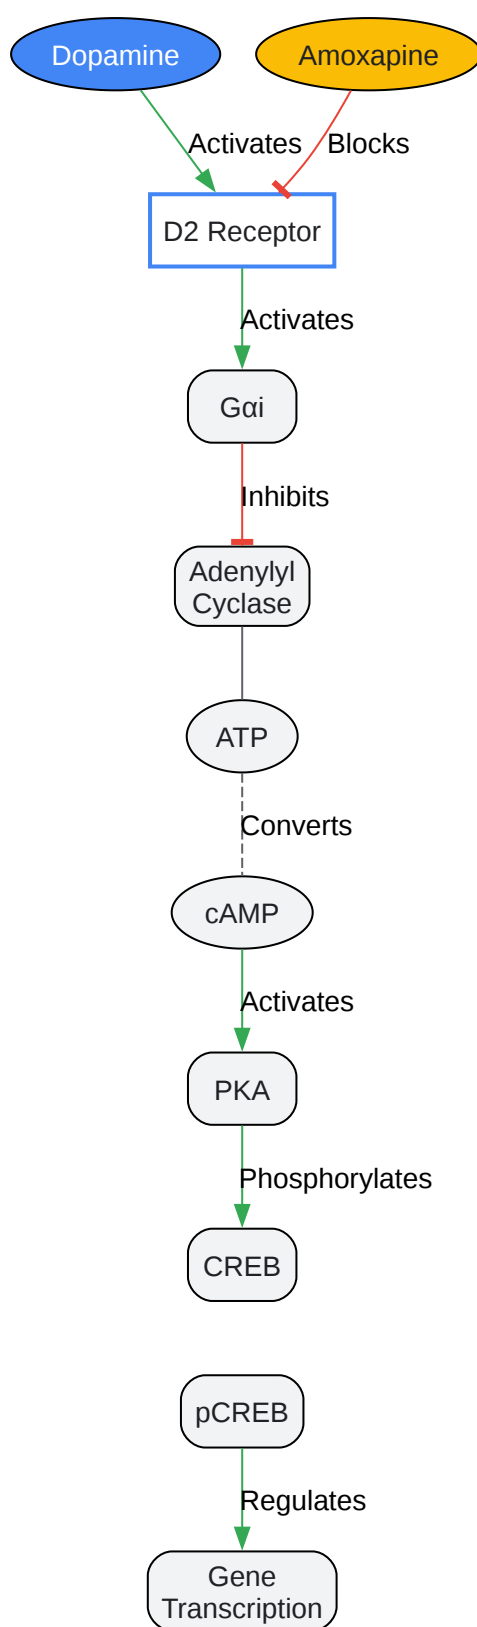 Dopamine
Amoxapine
Activates
Blocks
D2 Receptor
Activates
Gαi
Inhibits
Adenylyl
Cyclase
ATP
Converts
cAMP
Activates
PKA
Phosphorylates
CREB
pCREB
Regulates
Gene
Transcription